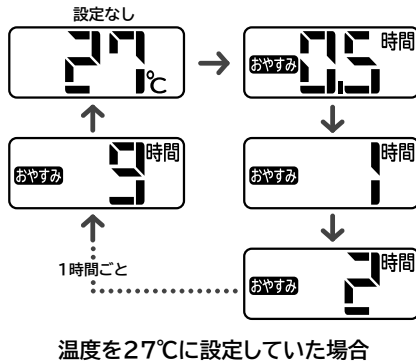 設定なし
27℃
おやすみ 0.5 時間
おやすみ 9 時間
おやすみ 1 時間
1時間ごと
おやすみ 2 時間
温度を27℃に設定していた場合